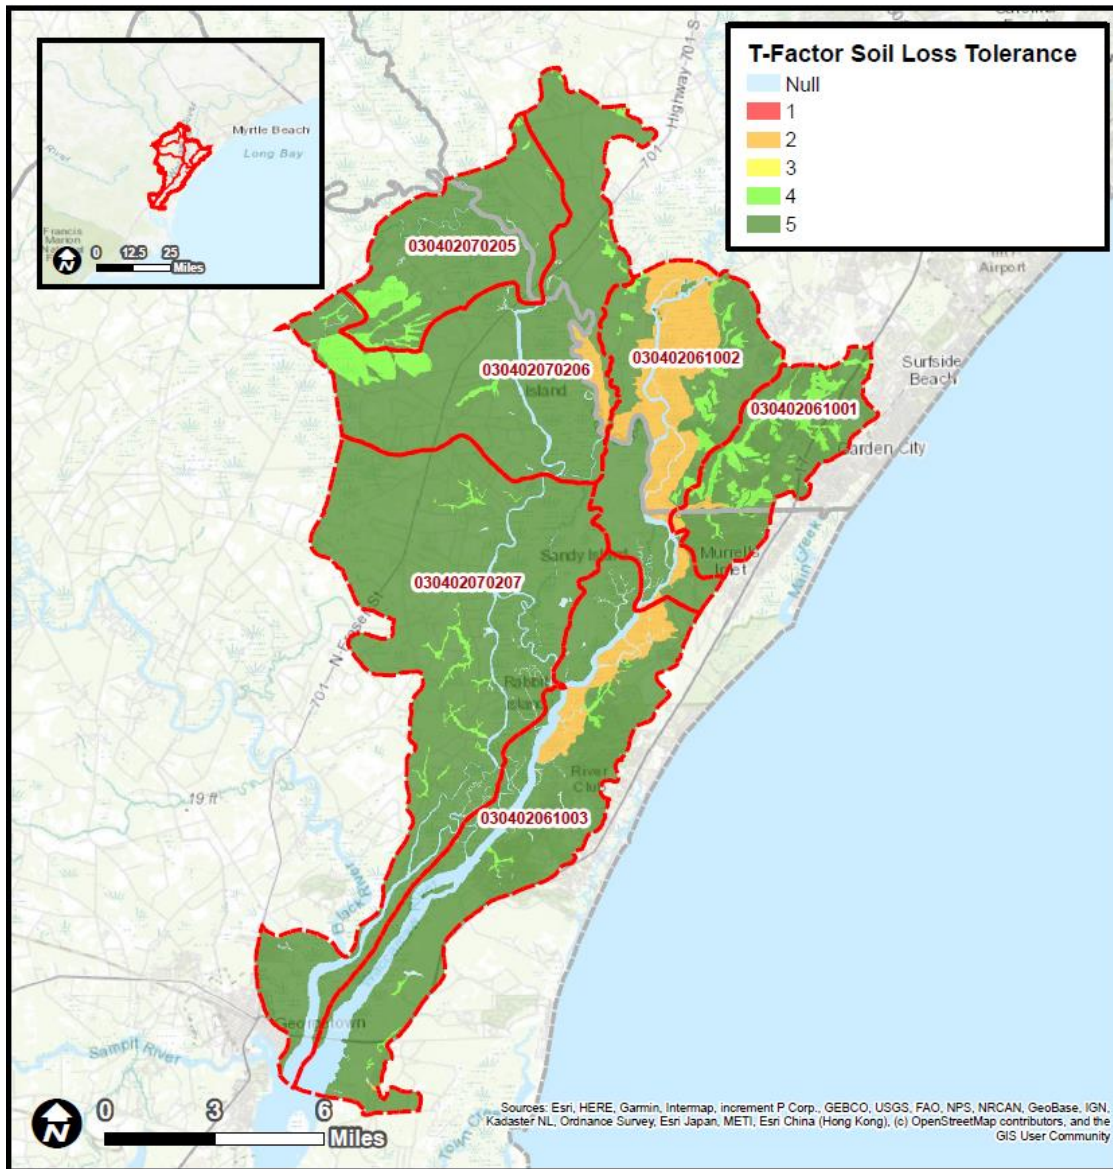 T-Factor Soil Loss Tolerance
Null
1
2
3
4
5
Myrtle Beach
Long Bay
River
Francis
Marion
0 12.5 25
Miles
N
701
Highway 701 S
Airport
030402070205
030402070206
Island
030402061002
030402061001
Surfside
Beach
Garden City
Main Creek
Murrells
Inlet
Sandy Island
030402070207
701
N Fraser St
Rabbit
Island
River
Club
030402061003
19 ft
Black River
Georgetown
Sampit River
Town Creek
N
0 3 6
Miles
Sources: Esri, HERE, Garmin, Intermap, increment P Corp., GEBCO, USGS, FAO, NPS, NRCAN, GeoBase, IGN,
Kadaster NL, Ordnance Survey, Esri Japan, METI, Esri China (Hong Kong), (c) OpenStreetMap contributors, and the
GIS User Community